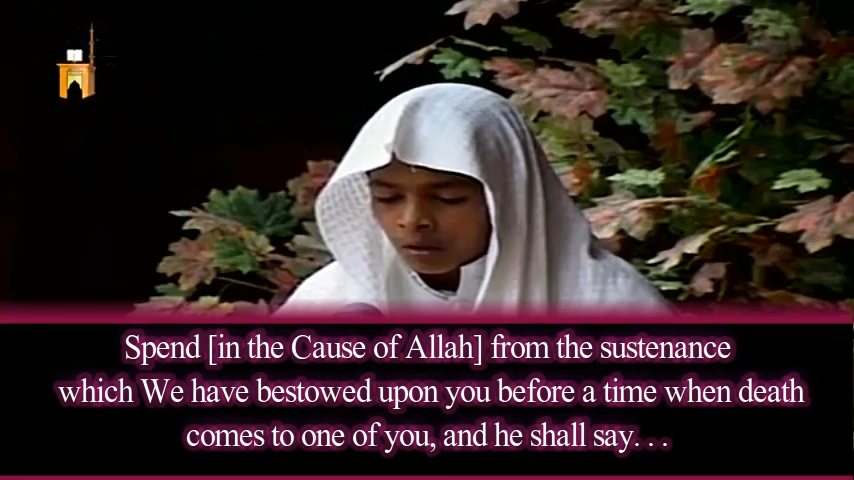 Spend [in the Cause of Allah] from the sustenance
which We have bestowed upon you before a time when death
comes to one of you, and he shall say. . .